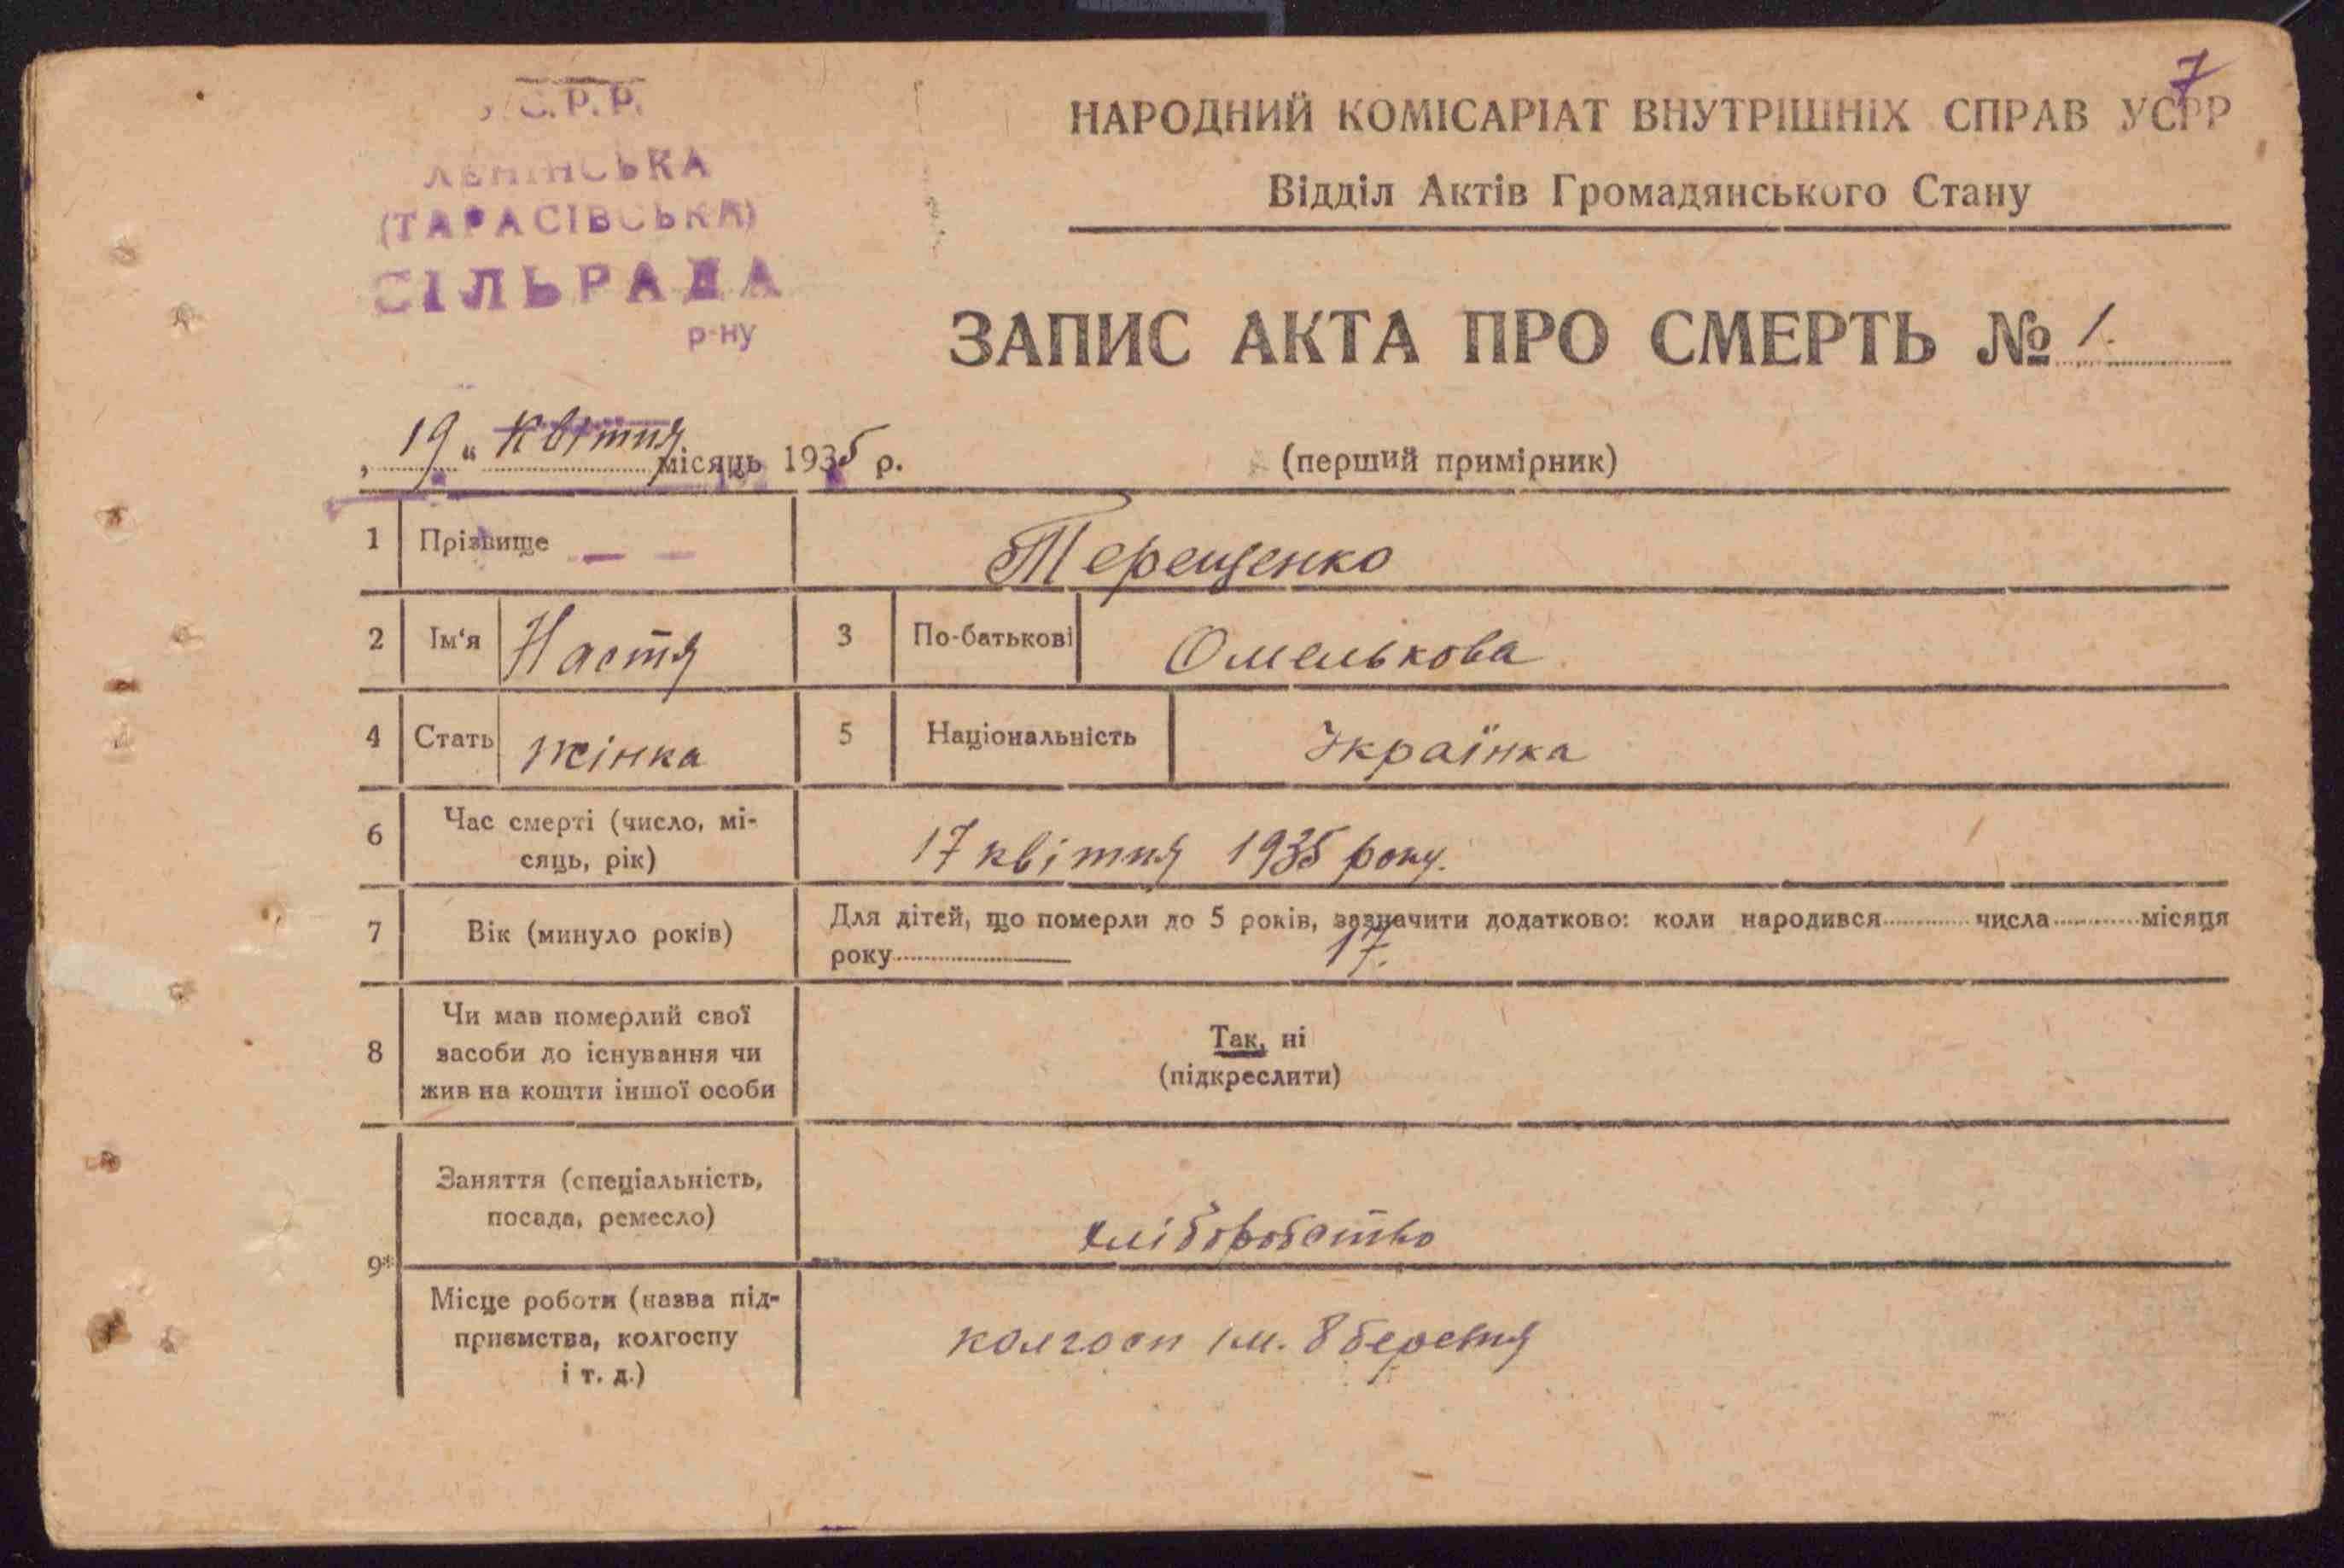 7
У.С.Р.Р.
ЛЕНІНСЬКА
(ТАРАСІВСЬКА)
СІЛЬРАДА
р-ну
НАРОДНИЙ КОМІСАРІАТ ВНУТРІШНІХ СПРАВ УСРР
Відділ Актів Громадянського Стану
ЗАПИС АКТА ПРО СМЕРТЬ № 1.
„19“ Квітня місяць 1935 р.
(перший примірник)
1 Прізвище Терещенко
2 Ім‘я Настя 3 По-батькові Омелькова
4 Стать жінка 5 Національність Українка
6 Час смерті (число, мі-
сяць, рік) 17 квітня 1935 року.
7 Вік (минуло років) Для дітей, що померли до 5 років, зазначити додатково: коли народився числа місяця
року 17.
8 Чи мав померлий свої
засоби до існування чи
жив на кошти іншої особи
Так, ні
(підкреслити)
9* Заняття (спеціальність,
посада, ремесло) хліборобство
Місце роботи (назва під-
приємства, колгоспу
і т. д.) колгосп ім. 8 березня